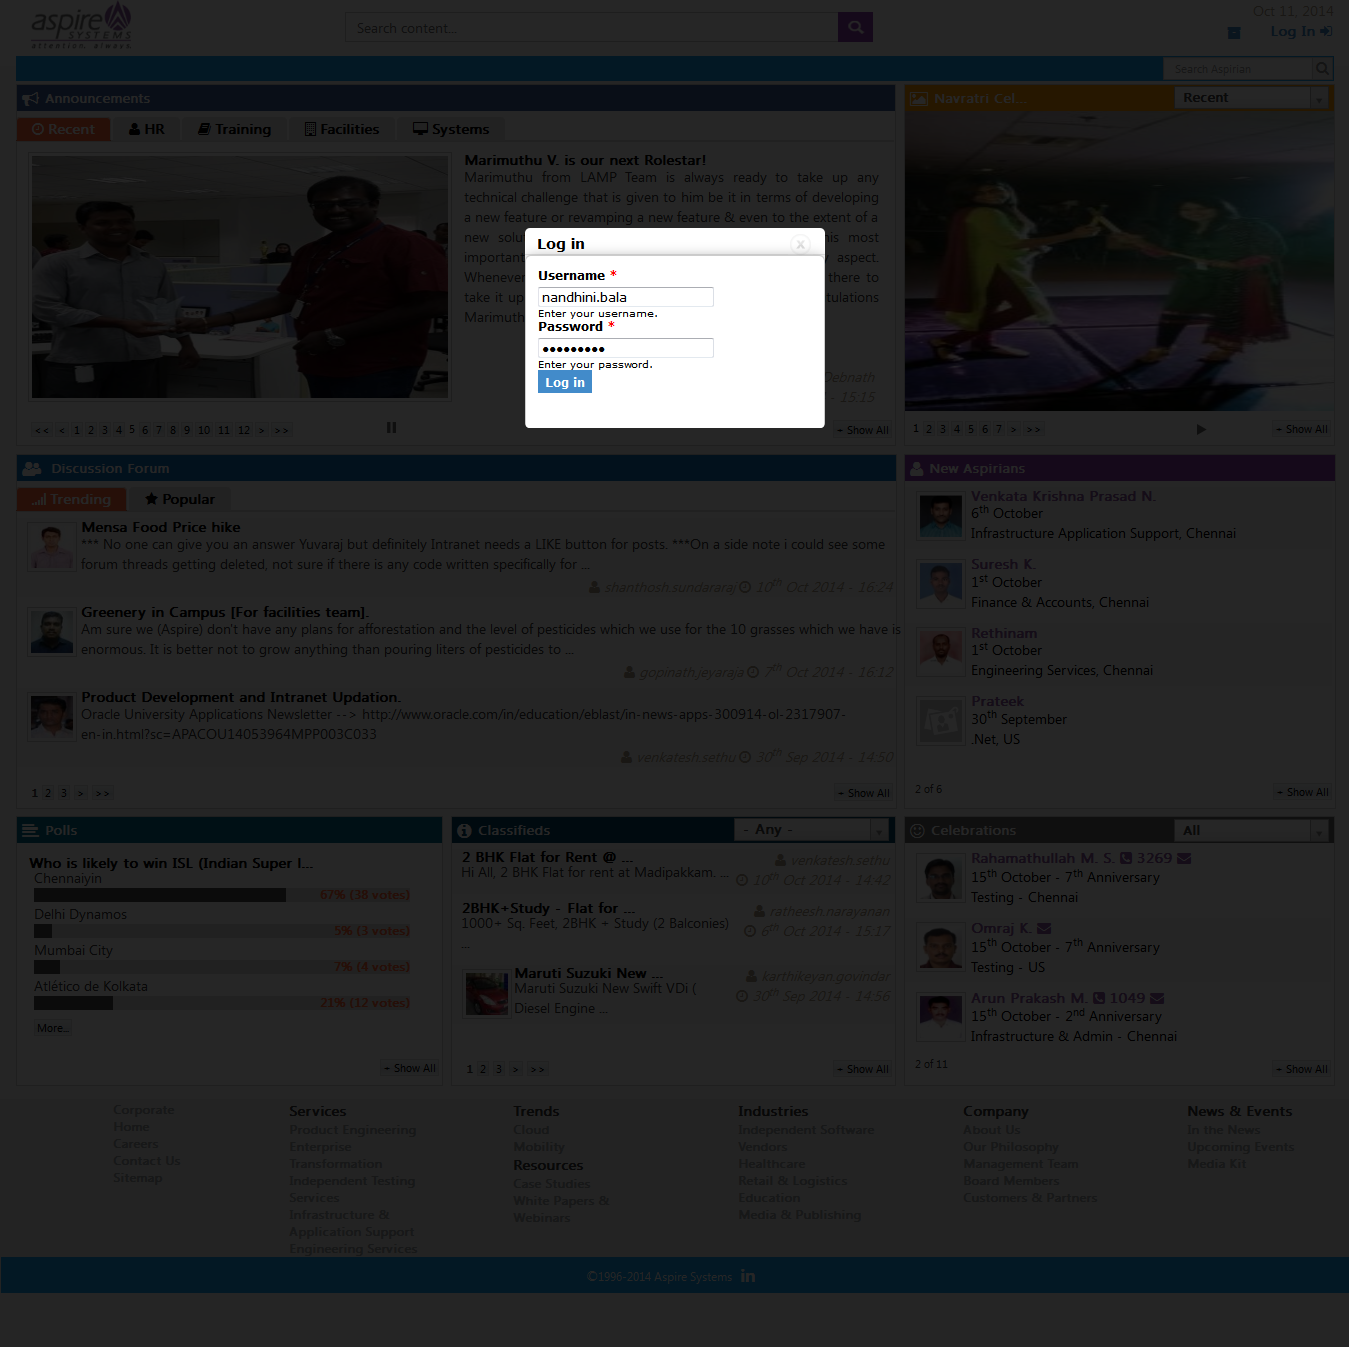 aspire
SYSTEMS
attention. always.
Search content...
Oct 11, 2014
Log In
Search Aspirian
Announcements
Recent HR Training Facilities Systems
Marimuthu V. is our next Rolestar!
Marimuthu from LAMP Team is always ready to take up any
technical challenge that is given to him be it in terms of developing
a new feature or revamping a new feature & even to the extent of a
new most
important aspect.
Whenever there to
take it up
<< < 1 2 3 4 5 6 7 8 9 10 11 12 > >>
Debnath
- 15:15
- Show All
Navratri Cel...
Recent
1 2 3 4 5 6 7 > >>
- Show All
Log in
x
Username *
nandhini.bala
Enter your username.
Password *
•••••••••
Enter your password.
Log in
Discussion Forum
Trending Popular
Mensa Food Price hike
*** No one can give you an answer Yuvaraj but definitely Intranet needs a LIKE button for posts. ***On a side note i could see some
forum threads getting deleted, not sure if there is any code written specifically for ...
shanthosh.sundararaj 10th Oct 2014 - 16:24
Greenery in Campus [For facilities team].
Am sure we (Aspire) don't have any plans for afforestation and the level of pesticides which we use for the 10 grasses which we have is
enormous. It is better not to grow anything than pouring liters of pesticides to ...
gopinath.jeyaraja 7th Oct 2014 - 16:12
Product Development and Intranet Updation.
Oracle University Applications Newsletter --> http://www.oracle.com/in/education/eblast/in-news-apps-300914-ol-2317907-
en-in.html?sc=APACOU14053964MPP003C033
venkatesh.sethu 30th Sep 2014 - 14:50
1 2 3 > >>
- Show All
New Aspirians
Venkata Krishna Prasad N.
6th October
Infrastructure Application Support, Chennai
Suresh K.
1st October
Finance & Accounts, Chennai
Rethinam
1st October
Engineering Services, Chennai
Prateek
30th September
.Net, US
2 of 6
- Show All
Polls
Who is likely to win ISL (Indian Super l...
Chennaiyin
67% (38 votes)
Delhi Dynamos
5% (3 votes)
Mumbai City
7% (4 votes)
Atlético de Kolkata
21% (12 votes)
More...
- Show All
Classifieds
- Any -
2 BHK Flat for Rent @ ...
venkatesh.sethu
Hi All, 2 BHK Flat for rent at Madipakkam. ...
10th Oct 2014 - 14:42
2BHK+Study - Flat for ...
ratheesh.narayanan
1000+ Sq. Feet, 2BHK + Study (2 Balconies)
...
6th Oct 2014 - 15:17
Maruti Suzuki New ...
karthikeyan.govindar
Maruti Suzuki New Swift VDi (
Diesel Engine ...
30th Sep 2014 - 14:56
1 2 3 > >>
- Show All
Celebrations
All
Rahamathullah M. S. 3269
15th October - 7th Anniversary
Testing - Chennai
Omraj K.
15th October - 7th Anniversary
Testing - US
Arun Prakash M. 1049
15th October - 2nd Anniversary
Infrastructure & Admin - Chennai
2 of 11
- Show All
Corporate
Home
Careers
Contact Us
Sitemap
Services
Product Engineering
Enterprise
Transformation
Independent Testing
Services
Infrastructure &
Application Support
Engineering Services
Trends
Cloud
Mobility
Resources
Case Studies
White Papers &
Webinars
Industries
Independent Software
Vendors
Healthcare
Retail & Logistics
Education
Media & Publishing
Company
About Us
Our Philosophy
Management Team
Board Members
Customers & Partners
News & Events
In the News
Upcoming Events
Media Kit
©1996-2014 Aspire Systems in